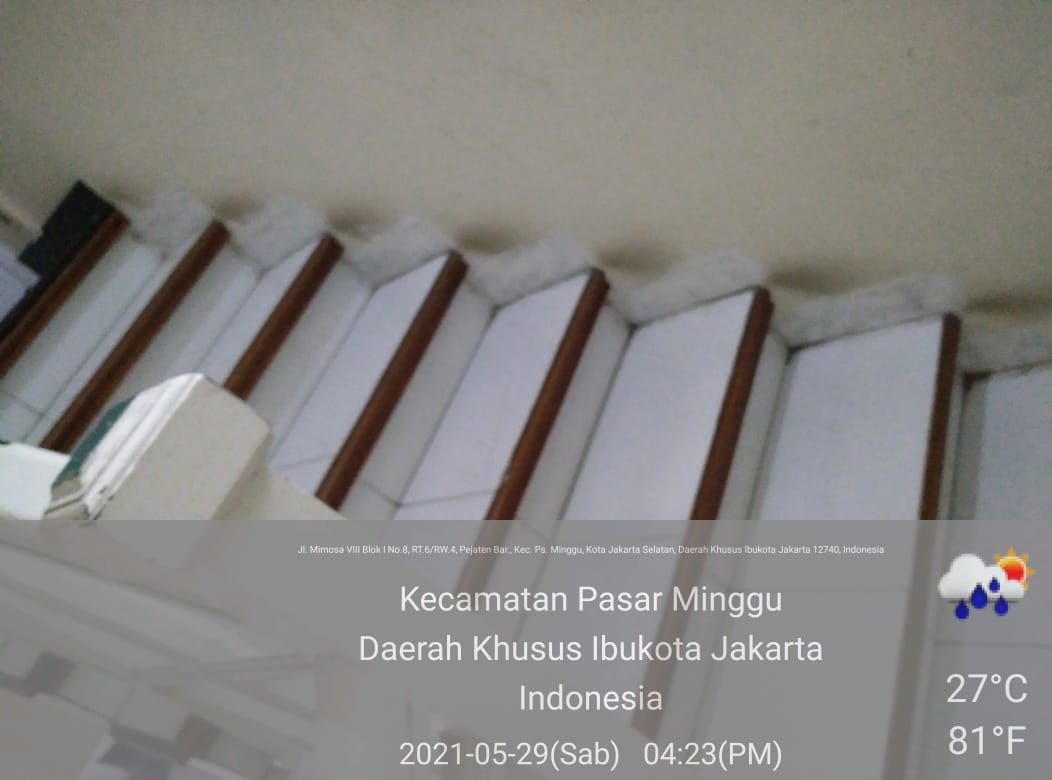 Jl. Mimosa VIII Blok I No.8, RT.6/RW.4, Pejaten Bar., Kec. Ps. Minggu, Kota Jakarta Selatan, Daerah Khusus Ibukota Jakarta 12740, Indonesia
Kecamatan Pasar Minggu
Daerah Khusus Ibukota Jakarta
Indonesia
2021-05-29(Sab) 04:23(PM)
27°C
81°F